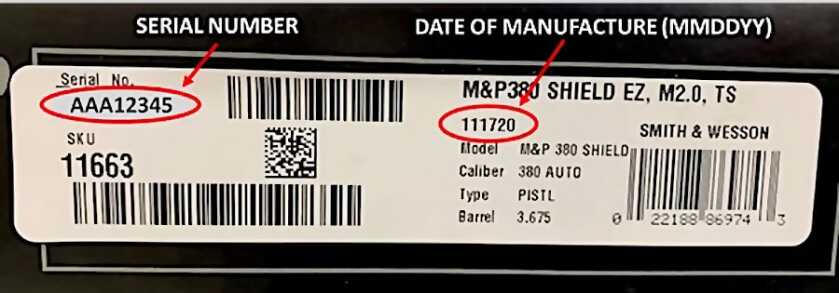 SERIAL NUMBER
DATE OF MANUFACTURE (MMDDYY)
Serial No.
AAA12345
SKU
11663
M&P380 SHIELD EZ, M2.0, TS
111720
SMITH & WESSON
Model M&P 380 SHIELD
Caliber 380 AUTO
Type PISTL
Barrel 3.675
0 22188 86974 3